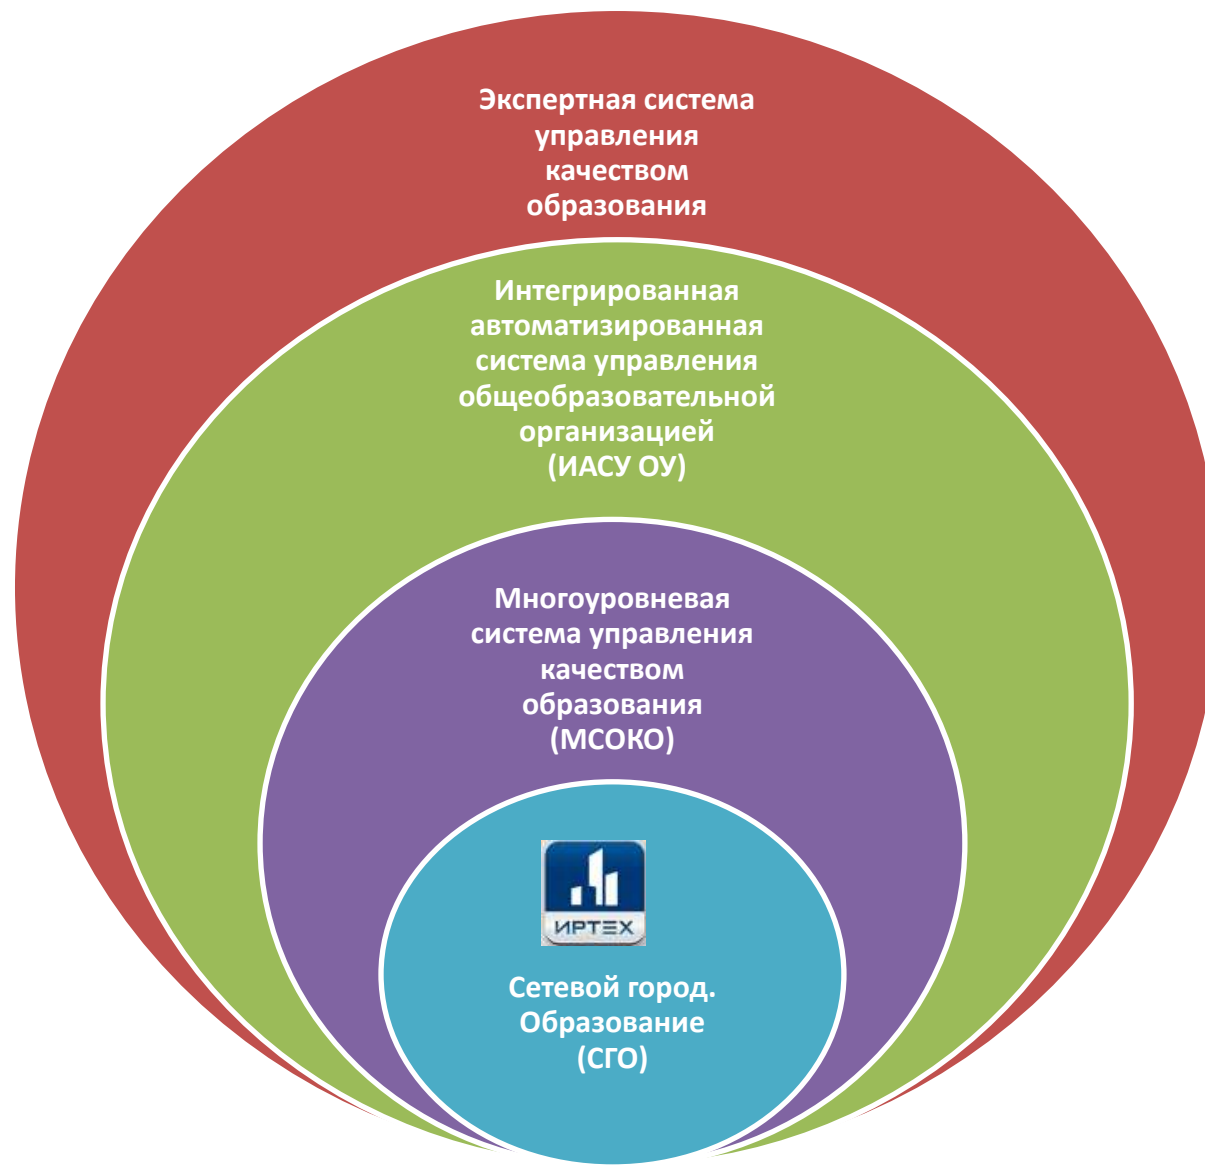 Экспертная система
управления
качеством
образования
Интегрированная
автоматизированная
система управления
общеобразовательной
организацией
(ИАСУ ОУ)
Многоуровневая
система управления
качеством
образования
(МСОКО)
ИРТЕХ
Сетевой город.
Образование
(СГО)